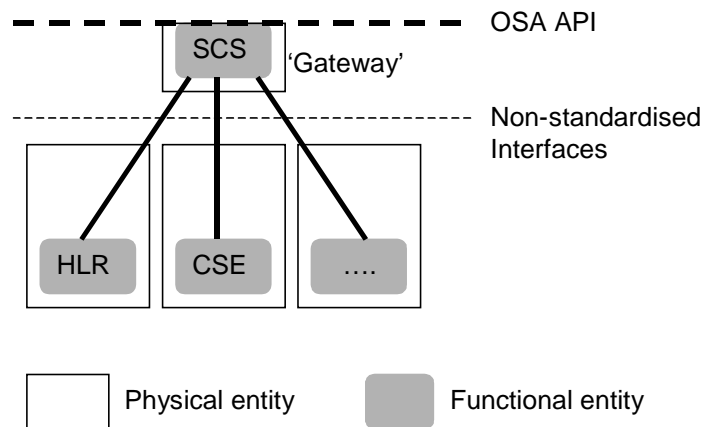 OSA API
SCS
‘Gateway’
Non-standardised
Interfaces
HLR
CSE
….
Physical entity
Functional entity